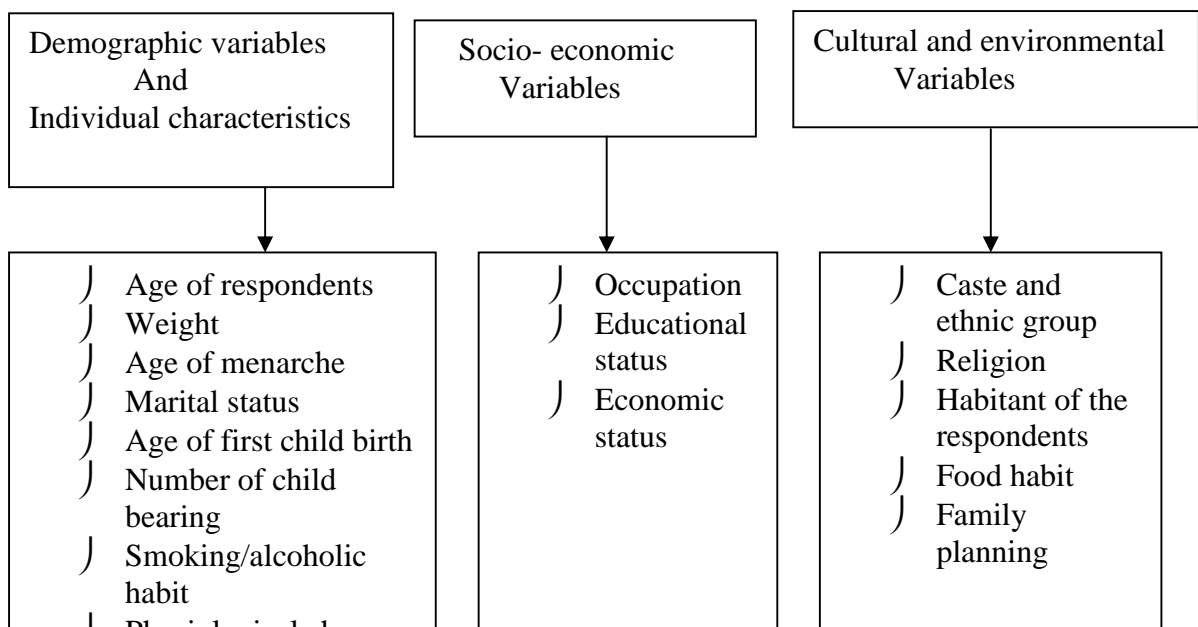 Demographic variables
And
Individual characteristics
Socio- economic
Variables
Cultural and environmental
Variables
Age of respondents
Weight
Age of menarche
Marital status
Age of first child birth
Number of child
bearing
Smoking/alcoholic
habit
Occupation
Educational
status
Economic
status
Caste and
ethnic group
Religion
Habitant of the
respondents
Food habit
Family
planning